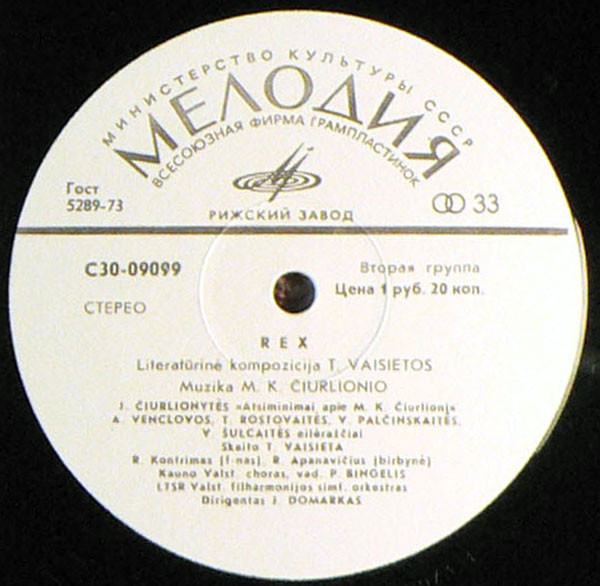 МИНИСТЕРСТВО КУЛЬТУРЫ СССР
МЕЛОДИЯ
ВСЕСОЮЗНАЯ ФИРМА ГРАМПЛАСТИНОК
Гост
5289-73
33
РИЖСКИЙ ЗАВОД
С30-09099
Вторая группа
Цена 1 руб. 20 коп.
СТЕРЕО
REX
Literatūrinė kompozicija T. VAISIETOS
Muzika M. K. ČIURLIONIO
J. ČIURLIONYTĖS «Atsiminimai apie M. K. Čiurlionį»
A. VENCLOVOS, T. ROSTOVAITĖS, V. PALČINSKAITĖS,
V. ŠULCAITĖS eilėraščiai
Skaito T. VAISIETA
R. Kontrimas (f-nas), R. Apanavičius (birbynė)
Kauno Valst. choras, vad. P. BINGELIS
LTSR Valst. filharmonijos simf. orkestras
Dirigentas J. DOMARKAS